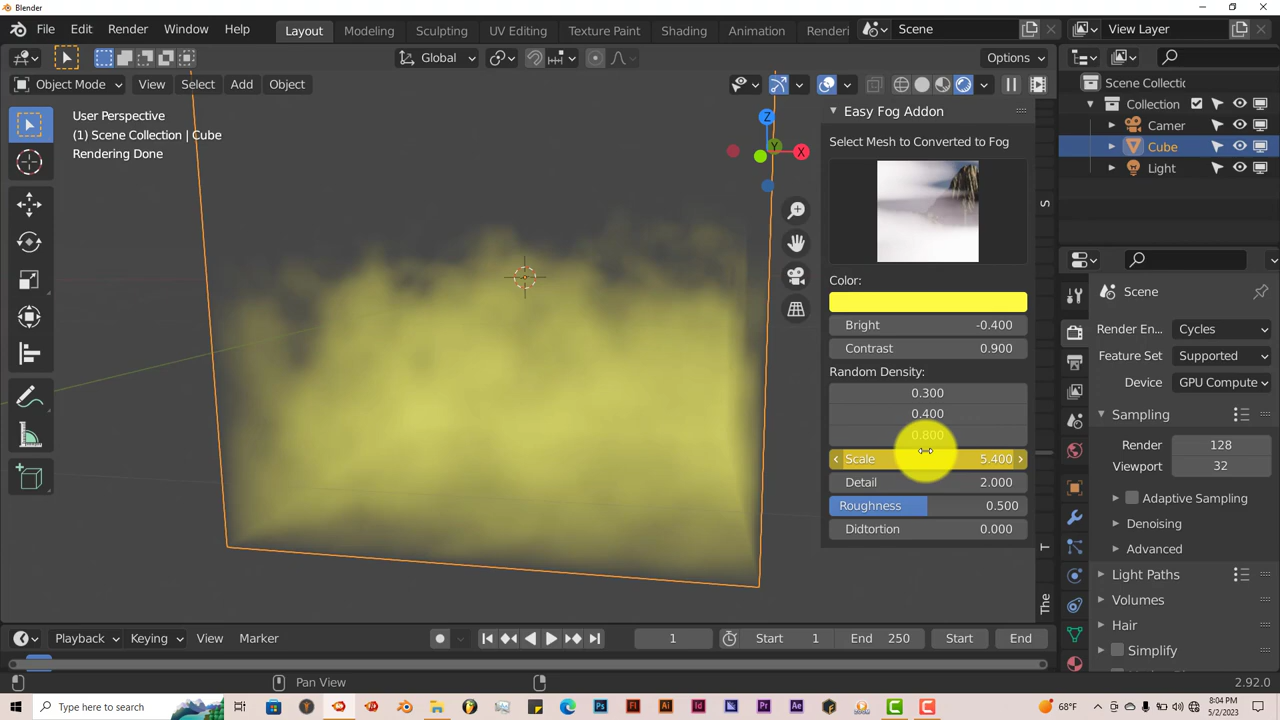 Blender
File Edit Render Window Help Layout Modeling Sculpting UV Editing Texture Paint Shading Animation Renderi Scene View Layer
Global Options
Object Mode View Select Add Object
User Perspective
(1) Scene Collection | Cube
Rendering Done
Z
Y
X
Easy Fog Addon
Select Mesh to Converted to Fog
Color:
Bright -0.400
Contrast 0.900
Random Density:
0.300
0.400
0.800
Scale 5.400
Detail 2.000
Roughness 0.500
Didtortion 0.000
S
T
The
Scene Collectic
Collection
Camer
Cube
Light
Scene
Render En... Cycles
Feature Set Supported
Device GPU Compute
Sampling
Render 128
Viewport 32
Adaptive Sampling
Denoising
Advanced
Light Paths
Volumes
Hair
Simplify
Playback Keying View Marker 1 Start 1 End 250 Start End
Pan View 2.92.0
Type here to search
68°F
8:04 PM
5/2/2023